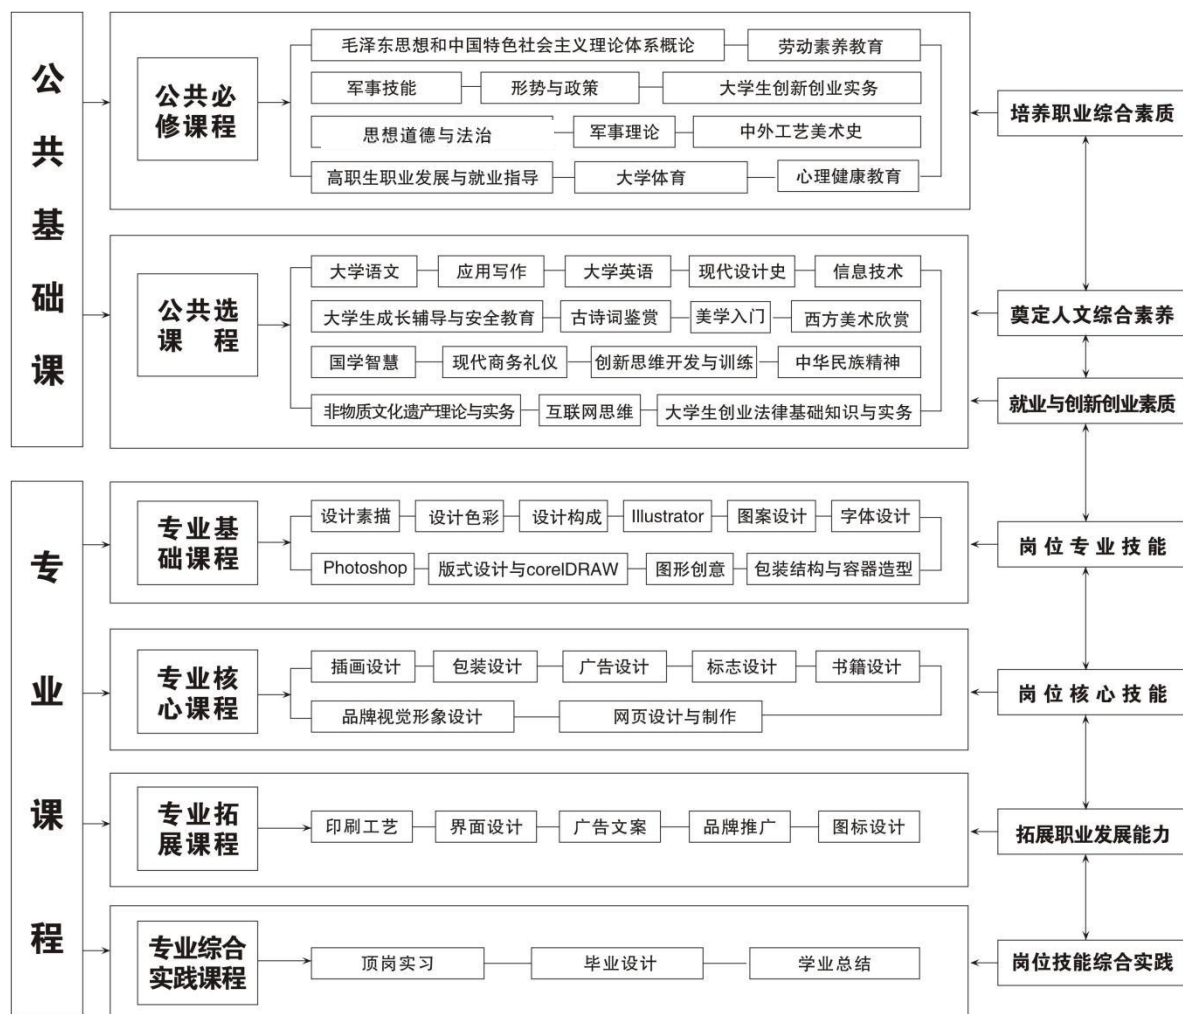 公共基础课
公共必
修课程
毛泽东思想和中国特色社会主义理论体系概论
劳动素养教育
军事技能
形势与政策
大学生创新创业实务
思想道德与法治
军事理论
中外工艺美术史
高职生职业发展与就业指导
大学体育
心理健康教育
培养职业综合素质
公共选
课程
大学语文
应用写作
大学英语
现代设计史
信息技术
大学生成长辅导与安全教育
古诗词鉴赏
美学入门
西方美术欣赏
国学智慧
现代商务礼仪
创新思维开发与训练
中华民族精神
非物质文化遗产理论与实务
互联网思维
大学生创业法律基础知识与实务
奠定人文综合素养
就业与创新创业素质
专业课程
专业基
础课程
设计素描
设计色彩
设计构成
Illustrator
图案设计
字体设计
Photoshop
版式设计与corelDRAW
图形创意
包装结构与容器造型
岗位专业技能
专业核
心课程
插画设计
包装设计
广告设计
标志设计
书籍设计
品牌视觉形象设计
网页设计与制作
岗位核心技能
专业拓
展课程
印刷工艺
界面设计
广告文案
品牌推广
图标设计
拓展职业发展能力
专业综合
实践课程
顶岗实习
毕业设计
学业总结
岗位技能综合实践